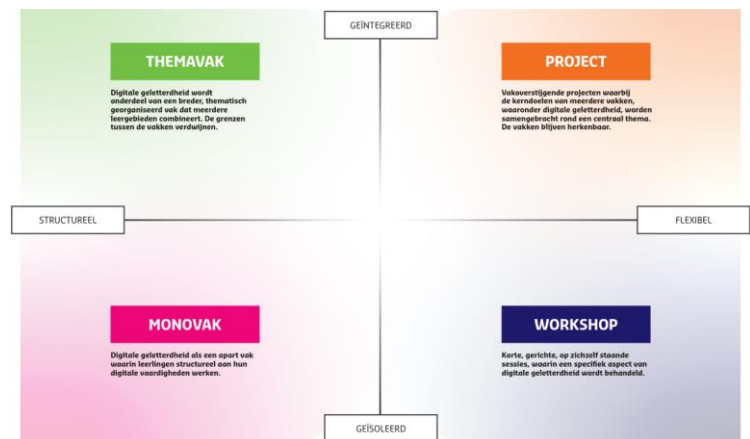 GEÏNTEGREERD
THEMAVAK
Digitale geletterdheid wordt
onderdeel van een breder, thematisch
georganiseerd vak dat meerdere
leergebieden combineert. De grenzen
tussen de vakken verdwijnen.
PROJECT
Vakoverstijgende projecten waarbij
de kerndoelen van meerdere vakken,
waaronder digitale geletterdheid, worden
samengebracht rond een centraal thema.
De vakken blijven herkenbaar.
STRUCTUREEL
FLEXIBEL
MONOVAK
Digitale geletterdheid als een apart vak
waarin leerlingen structureel aan hun
digitale vaardigheden werken.
WORKSHOP
Korte, gerichte, op zichzelf staande
sessies, waarin een specifiek aspect van
digitale geletterdheid wordt behandeld.
GEÏSOLEERD